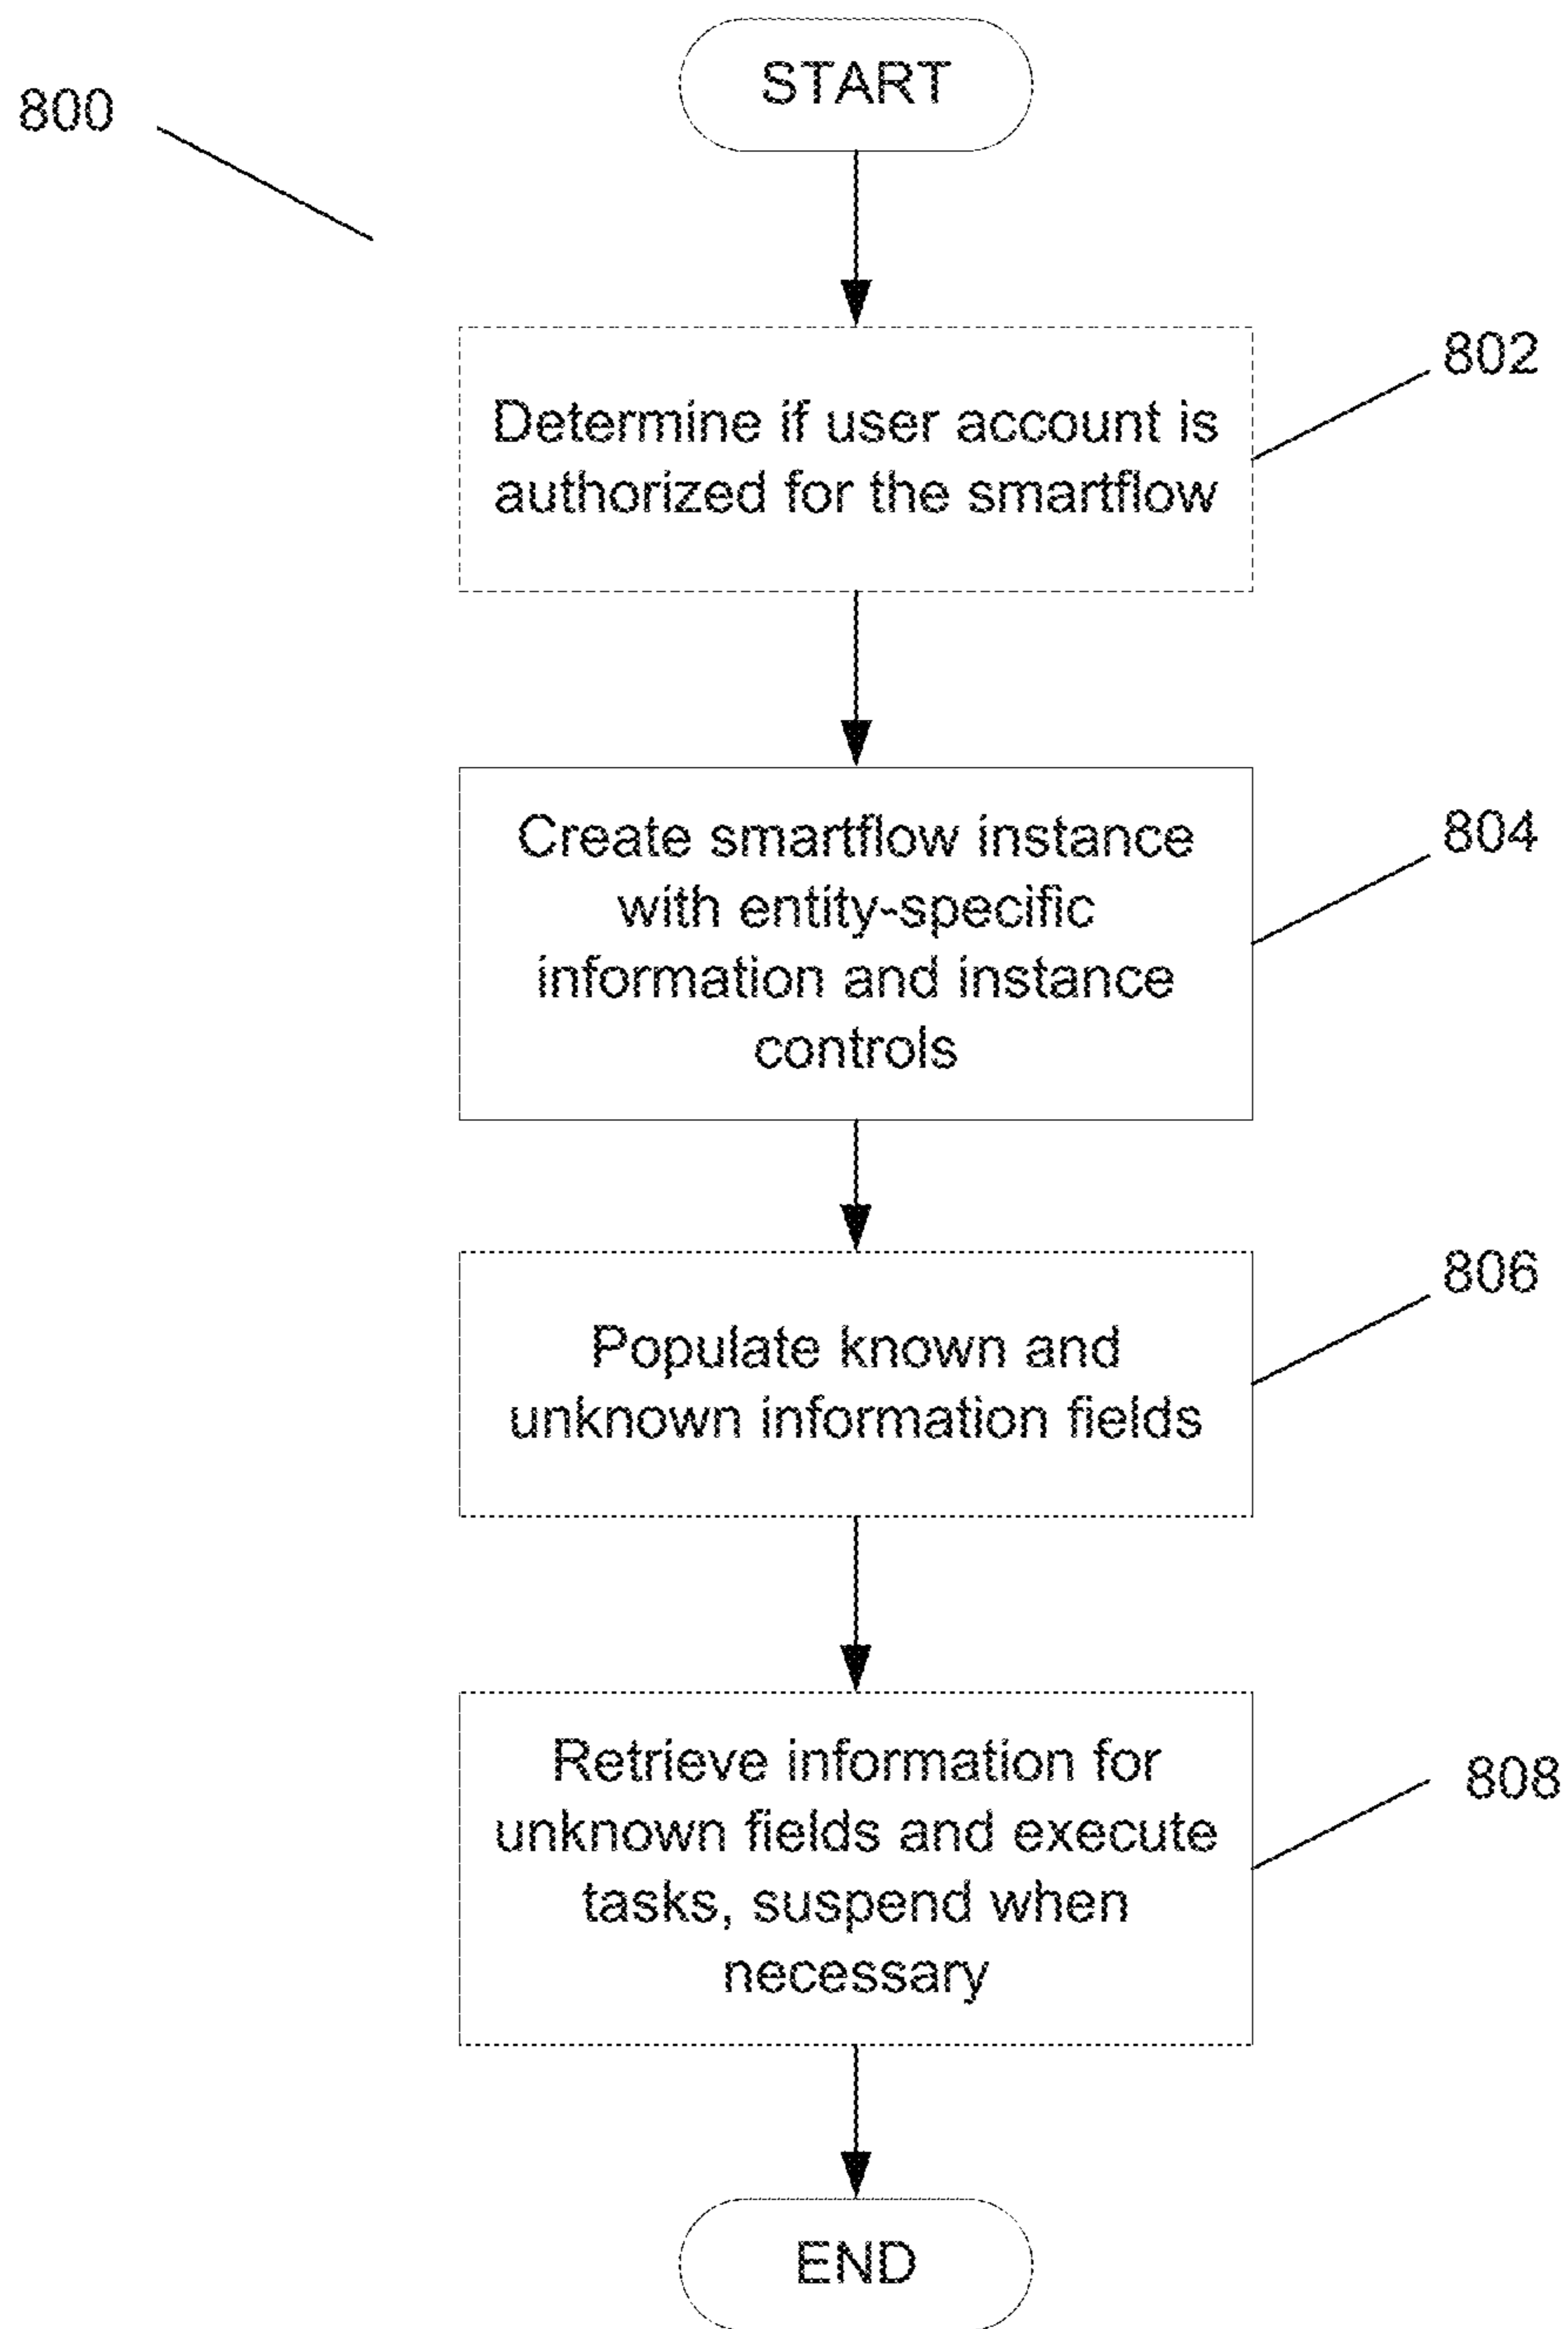 START
800
802
Determine if user account is
authorized for the smartflow
804
Create smartflow instance
with entity-specific
information and instance
controls
806
Populate known and
unknown information fields
808
Retrieve information for
unknown fields and execute
tasks, suspend when
necessary
END